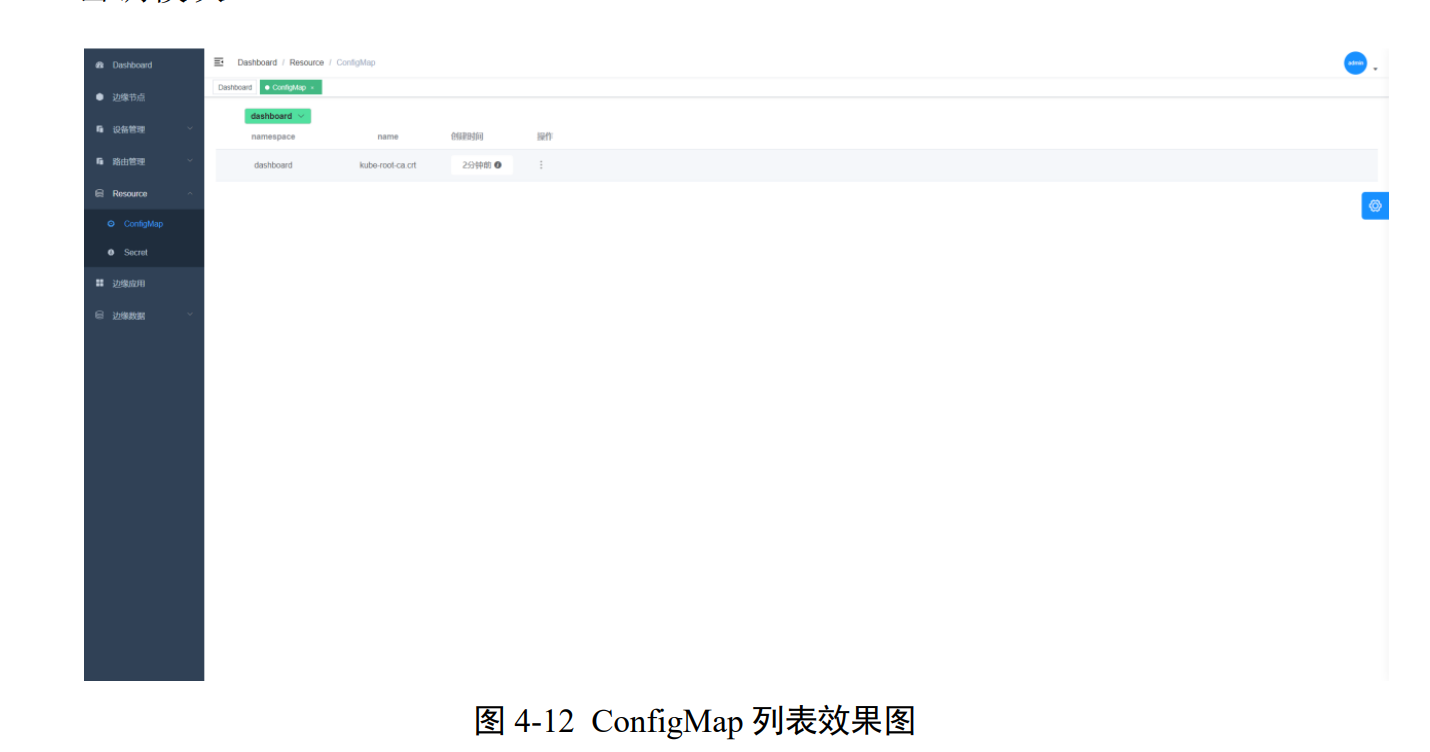 Dashboard
边缘节点
设备管理
路由管理
Resource
ConfigMap
Secret
边缘应用
边缘数据
Dashboard / Resource / ConfigMap
admin
Dashboard ConfigMap ×
dashboard
namespace name 创建时间 操作
dashboard kube-root-ca.crt 2分钟前
图 4-12 ConfigMap 列表效果图